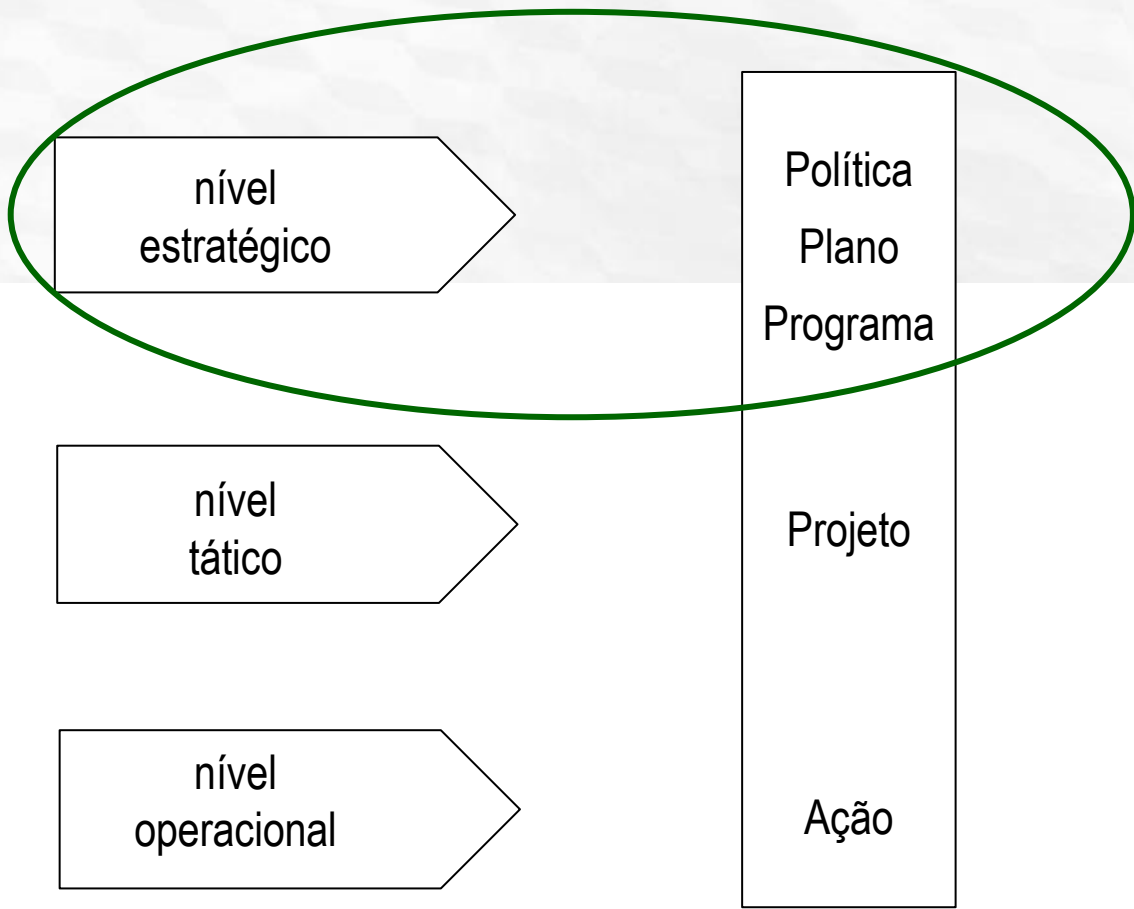 nível
estratégico
Política
Plano
Programa
nível
tático
Projeto
nível
operacional
Ação